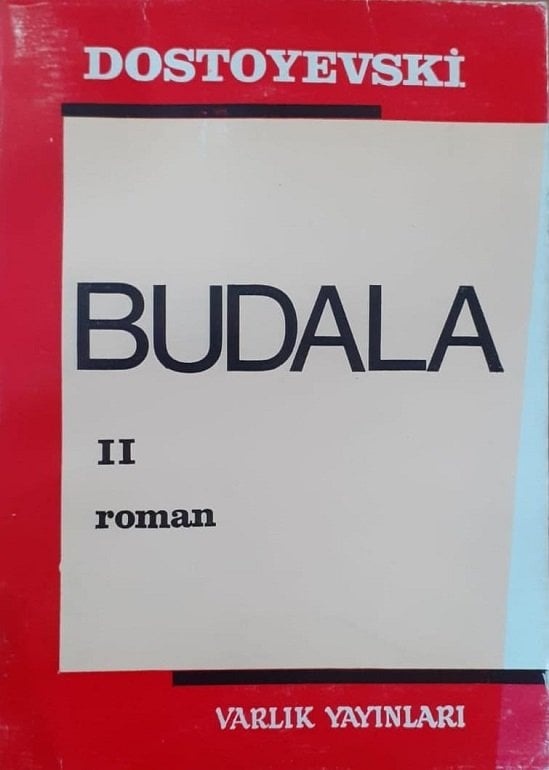 DOSTOYEVSKİ
BUDALA
II
roman
VARLIK YAYINLARI